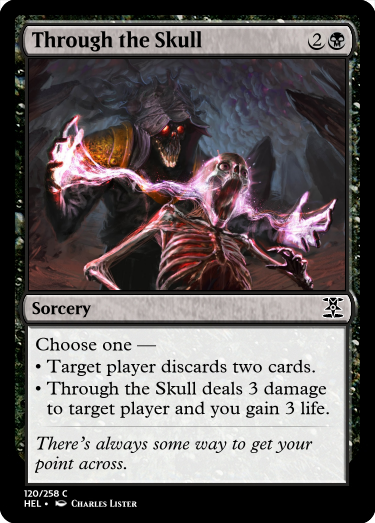 Through the Skull 2
Sorcery
Choose one —
• Target player discards two cards.
• Through the Skull deals 3 damage
to target player and you gain 3 life.
There's always some way to get your
point across.
120/258 C
HEL • Charles Lister